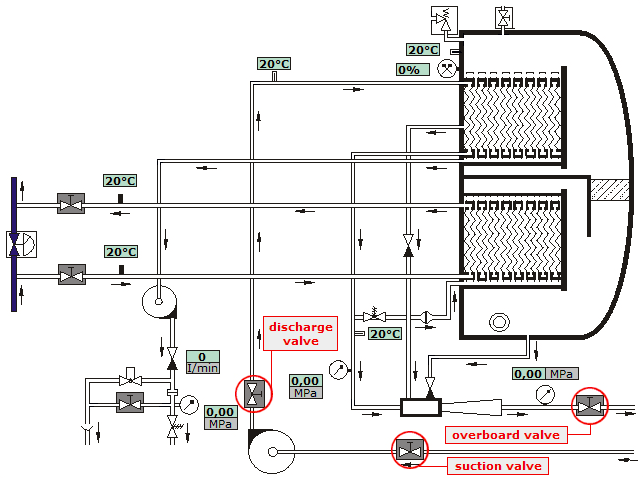 20°C
20°C
0%
20°C
20°C
20°C
discharge
valve
0
I/min
0,00
MPa
0,00
MPa
0,00 MPa
overboard valve
suction valve